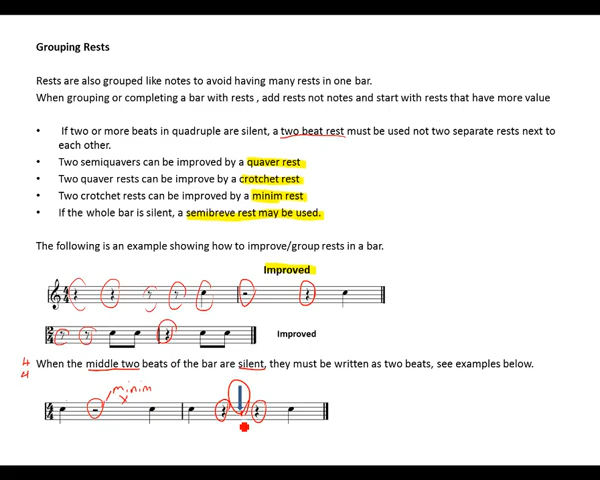 Grouping Rests
Rests are also grouped like notes to avoid having many rests in one bar.
When grouping or completing a bar with rests , add rests not notes and start with rests that have more value
• If two or more beats in quadruple are silent, a two beat rest must be used not two separate rests next to
each other.
• Two semiquavers can be improved by a quaver rest
• Two quaver rests can be improve by a crotchet rest
• Two crotchet rests can be improved by a minim rest
• If the whole bar is silent, a semibreve rest may be used.
The following is an example showing how to improve/group rests in a bar.
Improved
4
4
2
4
Improved
4
4
When the middle two beats of the bar are silent, they must be written as two beats, see examples below.
minim
x
4
4